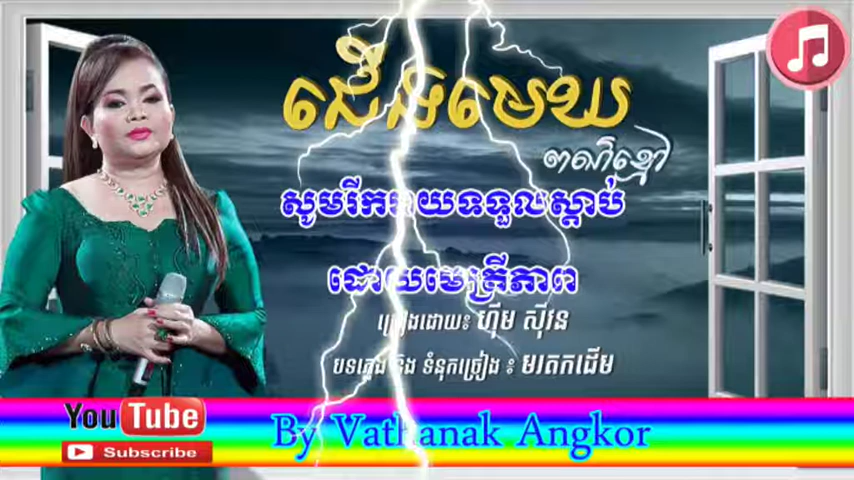 ជើងមេឃ
ពណ៌ខ្មៅ
សូមរីករាយទទួលស្តាប់
ដោយមេត្រីភាព
ច្រៀងដោយ៖ ហ៊ឹម ស៊ីវន
បទភ្លេង និង ទំនុកច្រៀង ៖ មរតកដើម
YouTube
Subscribe
By Vathanak Angkor